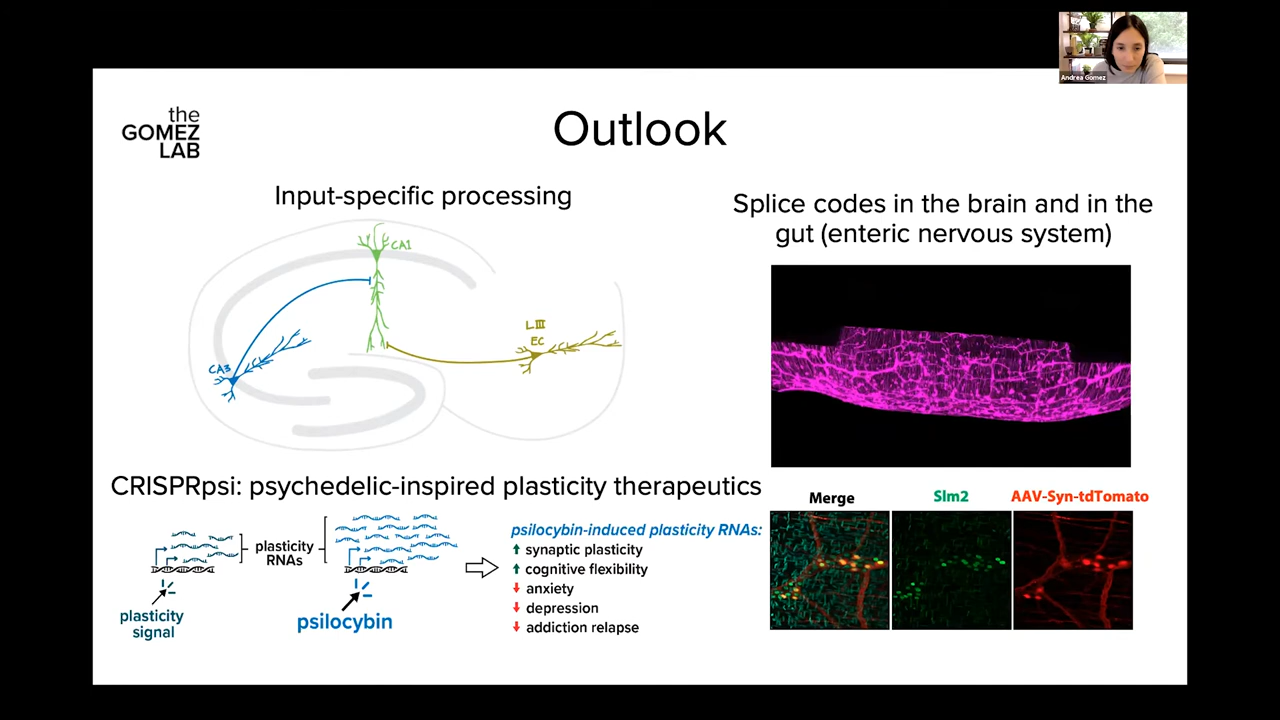 Andrea Gomez
the
GOMEZ
LAB
Outlook
Input-specific processing
CA1
LIII
EC
CA3
Splice codes in the brain and in the
gut (enteric nervous system)
CRISPRpsi: psychedelic-inspired plasticity therapeutics
plasticity
RNAs
plasticity
signal
psilocybin
psilocybin-induced plasticity RNAs:
synaptic plasticity
cognitive flexibility
anxiety
depression
addiction relapse
Merge
Slm2
AAV-Syn-tdTomato